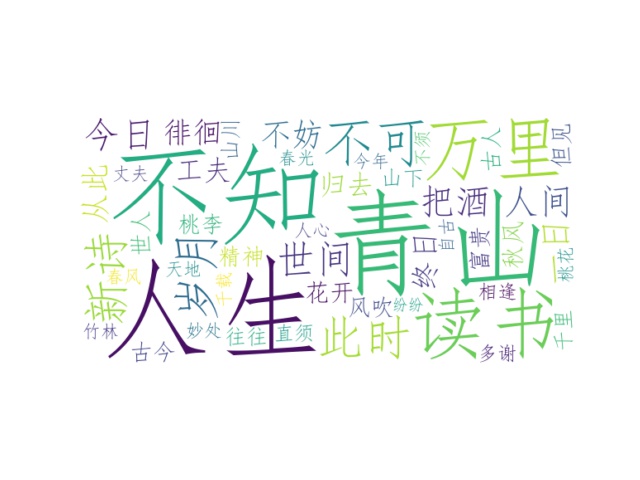 今日
徘徊
山川
不妨
不可
万里
古人
但见
从此
丈夫
工夫
不知
春光
今年
不须
归去
山下
把酒
人间
世人
桃李
岁月
人心
青山
自古
富贵
秋风
一日
桃花
新诗
春风
天地
精神
千载
世间
终日
人生
花开
风吹
纷纷
相逢
竹林
妙处
往往
直须
此时
读书
千里
古今
多谢